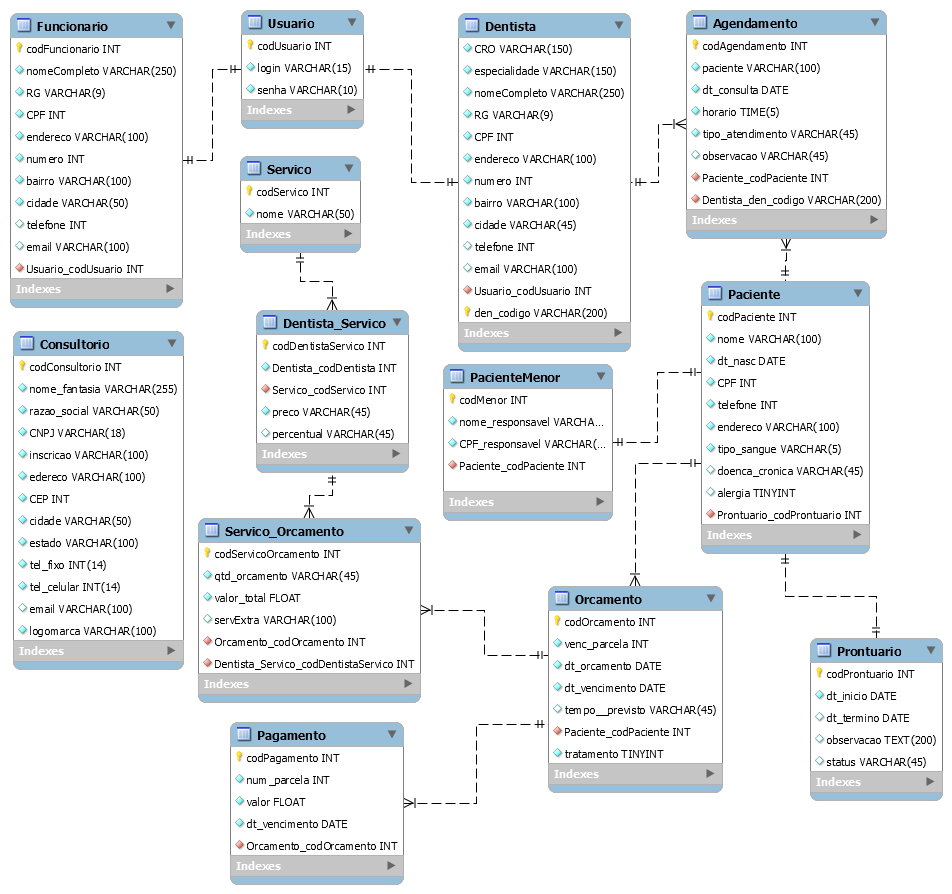 Funcionario
codFuncionario INT
nomeCompleto VARCHAR(250)
RG VARCHAR(9)
CPF INT
endereco VARCHAR(100)
numero INT
bairro VARCHAR(100)
cidade VARCHAR(50)
telefone INT
email VARCHAR(100)
Usuario_codUsuario INT
Indexes
Usuario
codUsuario INT
login VARCHAR(15)
senha VARCHAR(10)
Indexes
Dentista
CRO VARCHAR(150)
especialidade VARCHAR(150)
nomeCompleto VARCHAR(250)
RG VARCHAR(9)
CPF INT
endereco VARCHAR(100)
numero INT
bairro VARCHAR(100)
cidade VARCHAR(45)
telefone INT
email VARCHAR(100)
Usuario_codUsuario INT
den_codigo VARCHAR(200)
Indexes
Agendamento
codAgendamento INT
paciente VARCHAR(100)
dt_consulta DATE
horario TIME(5)
tipo_atendimento VARCHAR(45)
observacao VARCHAR(45)
Paciente_codPaciente INT
Dentista_den_codigo VARCHAR(200)
Indexes
Servico
codServico INT
nome VARCHAR(50)
Indexes
Dentista_Servico
codDentistaServico INT
Dentista_codDentista INT
Servico_codServico INT
preco VARCHAR(45)
percentual VARCHAR(45)
Indexes
Paciente
codPaciente INT
nome VARCHAR(100)
dt_nasc DATE
CPF INT
telefone INT
endereco VARCHAR(100)
tipo_sangue VARCHAR(5)
doenca_cronica VARCHAR(45)
alergia TINYINT
Prontuario_codProntuario INT
Indexes
Consultorio
codConsultorio INT
nome_fantasia VARCHAR(255)
razao_social VARCHAR(50)
CNPJ VARCHAR(18)
inscricao VARCHAR(100)
edereco VARCHAR(100)
CEP INT
cidade VARCHAR(50)
estado VARCHAR(100)
tel_fixo INT(14)
tel_celular INT(14)
email VARCHAR(100)
logomarca VARCHAR(100)
Indexes
PacienteMenor
codMenor INT
nome_responsavel VARCHA...
CPF_responsavel VARCHAR(...
Paciente_codPaciente INT
Indexes
Servico_Orcamento
codServicoOrcamento INT
qtd_orcamento VARCHAR(45)
valor_total FLOAT
servExtra VARCHAR(100)
Orcamento_codOrcamento INT
Dentista_Servico_codDentistaServico INT
Indexes
Orcamento
codOrcamento INT
venc_parcela INT
dt_orcamento DATE
dt_vencimento DATE
tempo__previsto VARCHAR(45)
Paciente_codPaciente INT
tratamento TINYINT
Indexes
Prontuario
codProntuario INT
dt_inicio DATE
dt_termino DATE
observacao TEXT(200)
status VARCHAR(45)
Indexes
Pagamento
codPagamento INT
num_parcela INT
valor FLOAT
dt_vencimento DATE
Orcamento_codOrcamento INT
Indexes